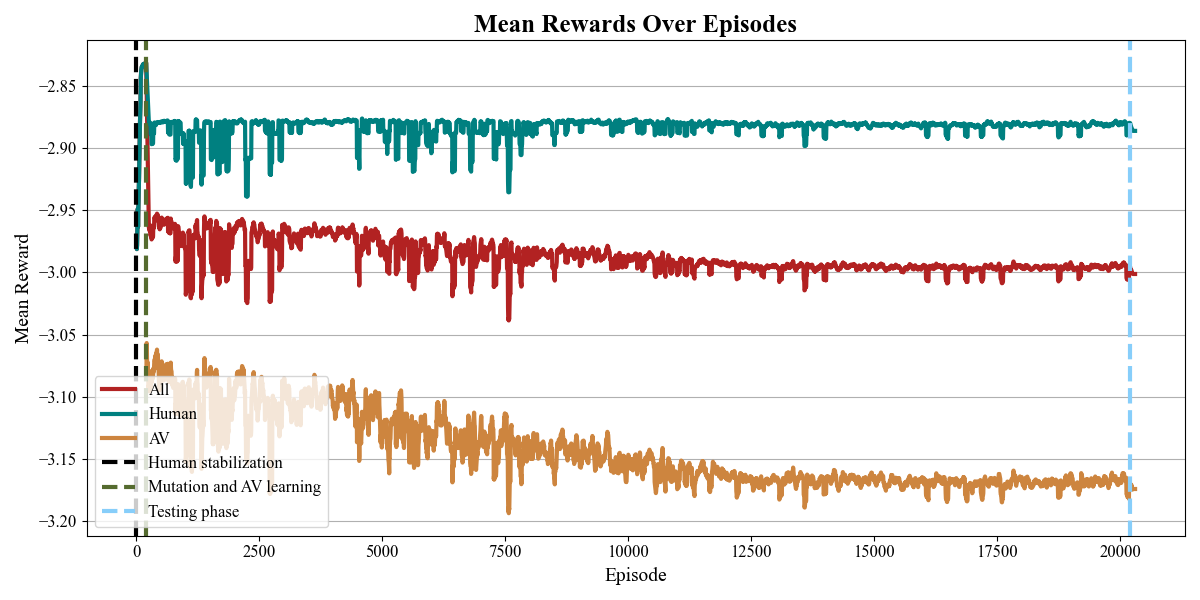 Mean Rewards Over Episodes
Mean Reward
−2.85
−2.90
−2.95
−3.00
−3.05
−3.10
−3.15
−3.20
All
Human
AV
Human stabilization
Mutation and AV learning
Testing phase
0 2500 5000 7500 10000 12500 15000 17500 20000
Episode